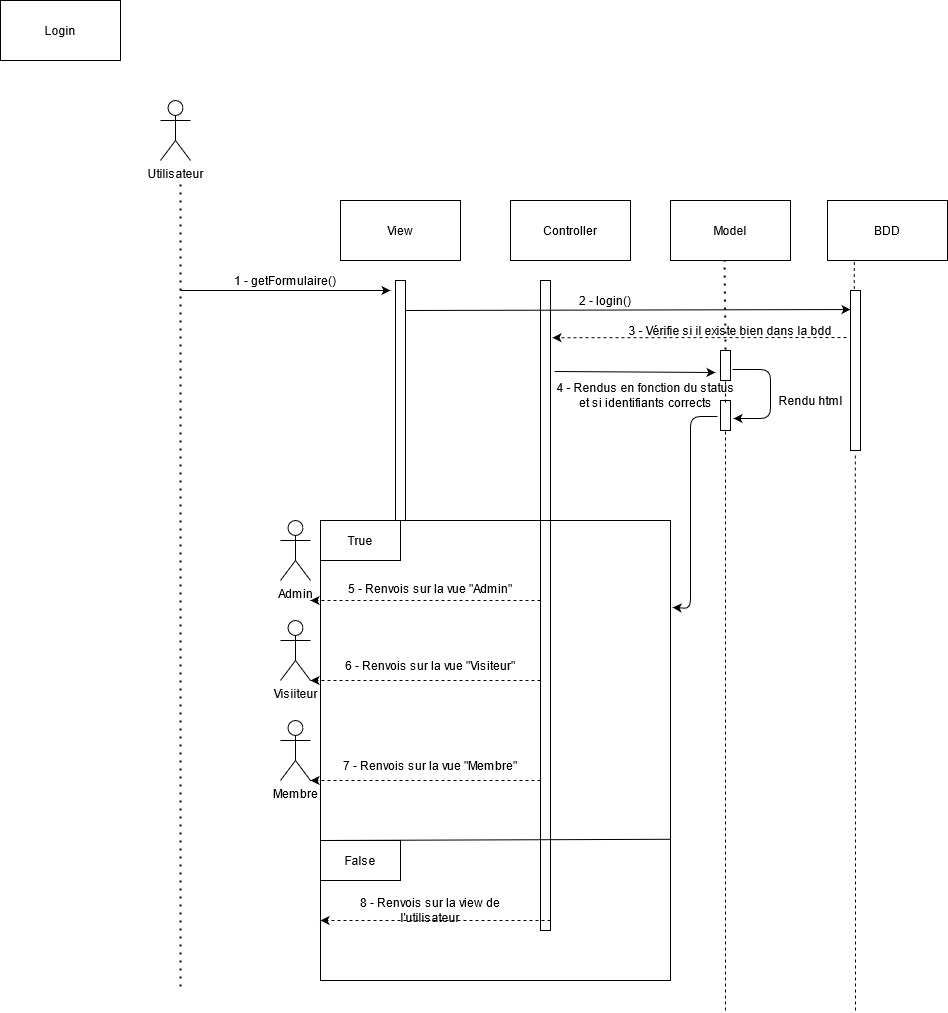 Login
Utilisateur
View
Controller
Model
BDD
1 - getFormulaire()
2 - login()
3 - Vérifie si il existe bien dans la bdd
4 - Rendus en fonction du status
et si identifiants corrects
Rendu html
True
Admin
5 - Renvois sur la vue "Admin"
6 - Renvois sur la vue "Visiteur"
Visiiteur
7 - Renvois sur la vue "Membre"
Membre
False
8 - Renvois sur la view de
l'utilisateur